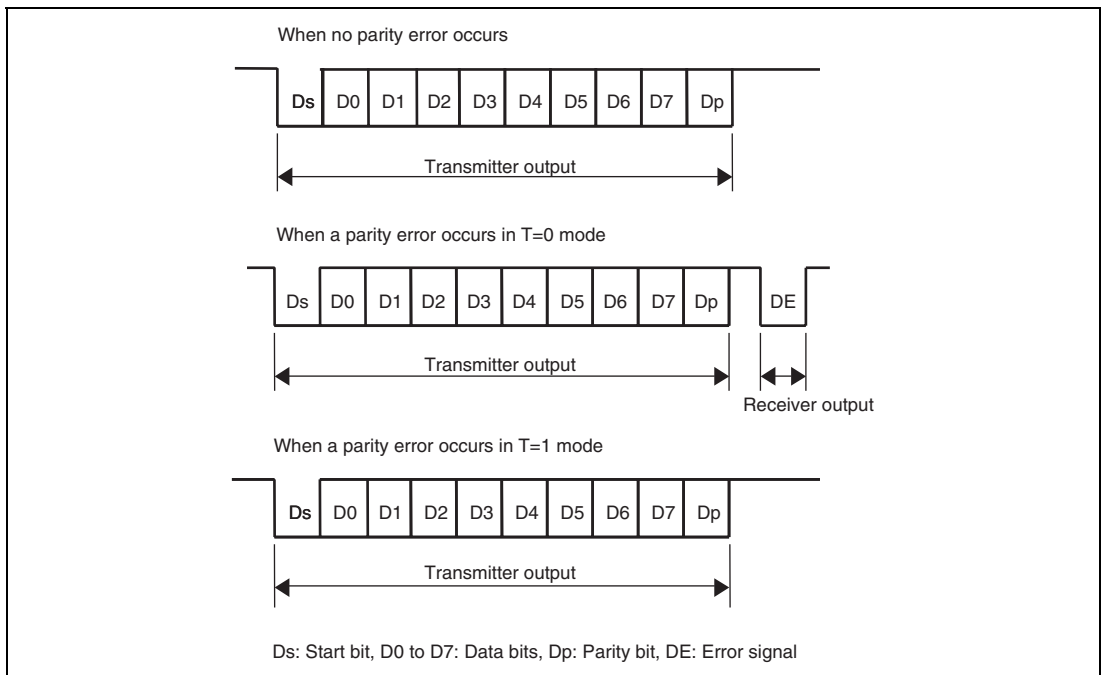 When no parity error occurs
Ds D0 D1 D2 D3 D4 D5 D6 D7 Dp
Transmitter output
When a parity error occurs in T=0 mode
Ds D0 D1 D2 D3 D4 D5 D6 D7 Dp DE
Transmitter output
Receiver output
When a parity error occurs in T=1 mode
Ds D0 D1 D2 D3 D4 D5 D6 D7 Dp
Transmitter output
Ds: Start bit, D0 to D7: Data bits, Dp: Parity bit, DE: Error signal